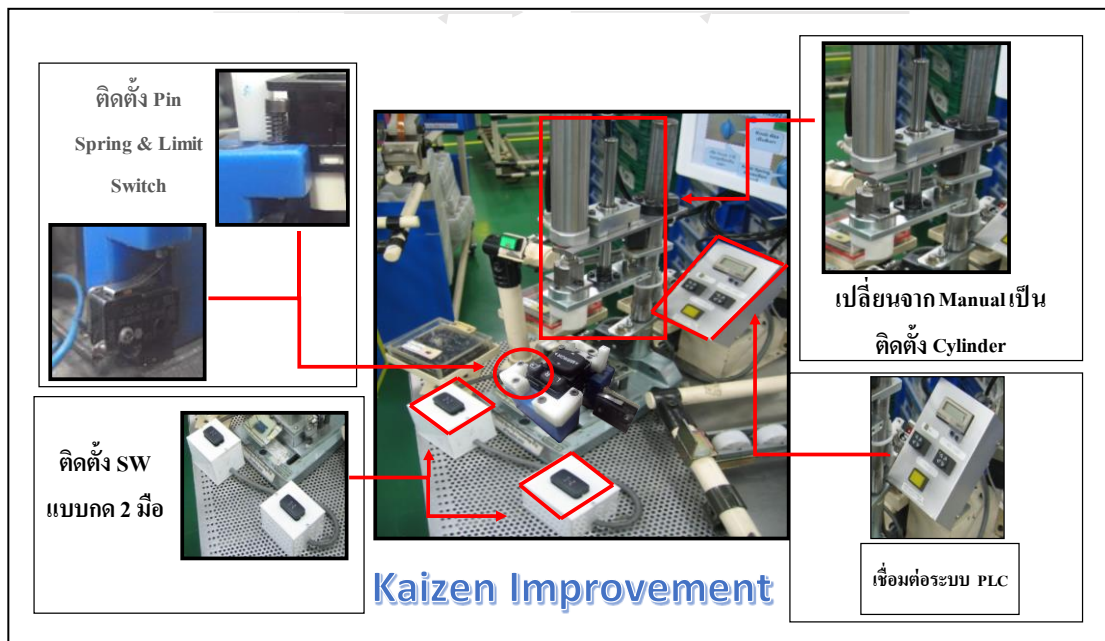 ติดตั้ง Pin
Spring & Limit
Switch
เปลี่ยนจาก Manual เป็น
ติดตั้ง Cylinder
ติดตั้ง SW
แบบกด 2 มือ
เชื่อมต่อระบบ PLC
Kaizen Improvement